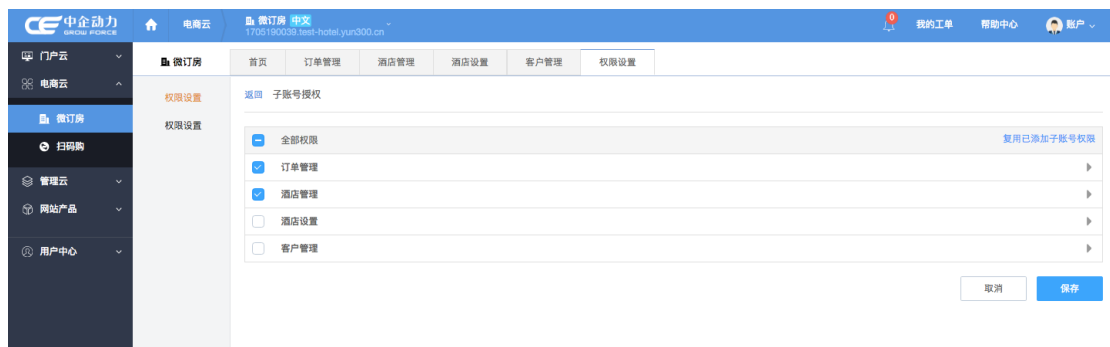 中企动力 电商云 微订房 中文 0 我的工单 帮助中心 账户
GROW FORCE 1705190039.test-hotel.yun300.cn
门户云 微订房 首页 订单管理 酒店管理 酒店设置 客户管理 权限设置
电商云 权限设置 返回 子账号授权
微订房 权限设置
扫码购 全部权限 复用已添加子账号权限
订单管理
管理云 酒店管理
网站产品 酒店设置
用户中心 客户管理
取消 保存